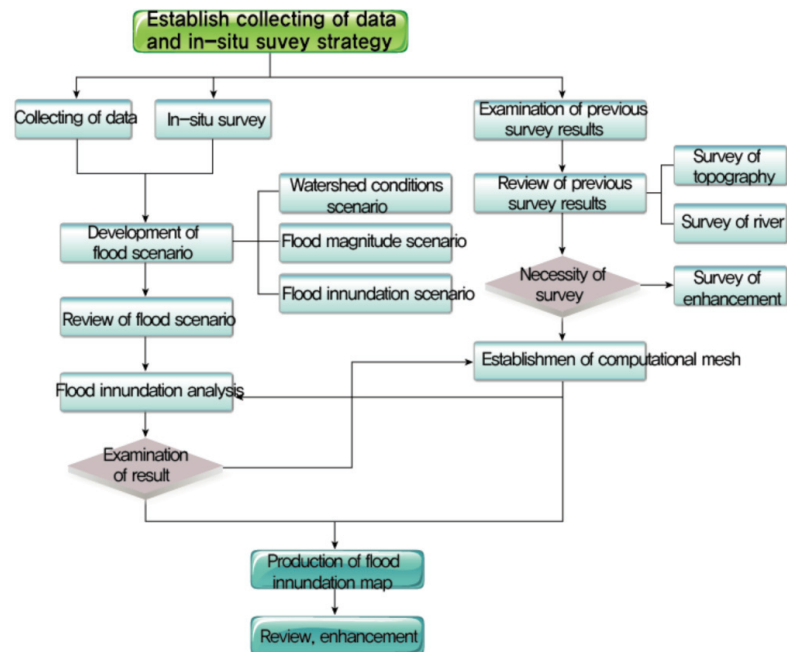 Establish collecting of data
and in-situ suvey strategy
Collecting of data
In-situ survey
Examination of previous
survey results
Survey of
topography
Watershed conditions
scenario
Review of previous
survey results
Survey of river
Development of
flood scenario
Flood magnitude scenario
Necessity of
survey
Survey of
enhancement
Flood innundation scenario
Review of flood scenario
Establishmen of computational mesh
Flood innundation analysis
Examination
of result
Production of flood
innundation map
Review, enhancement